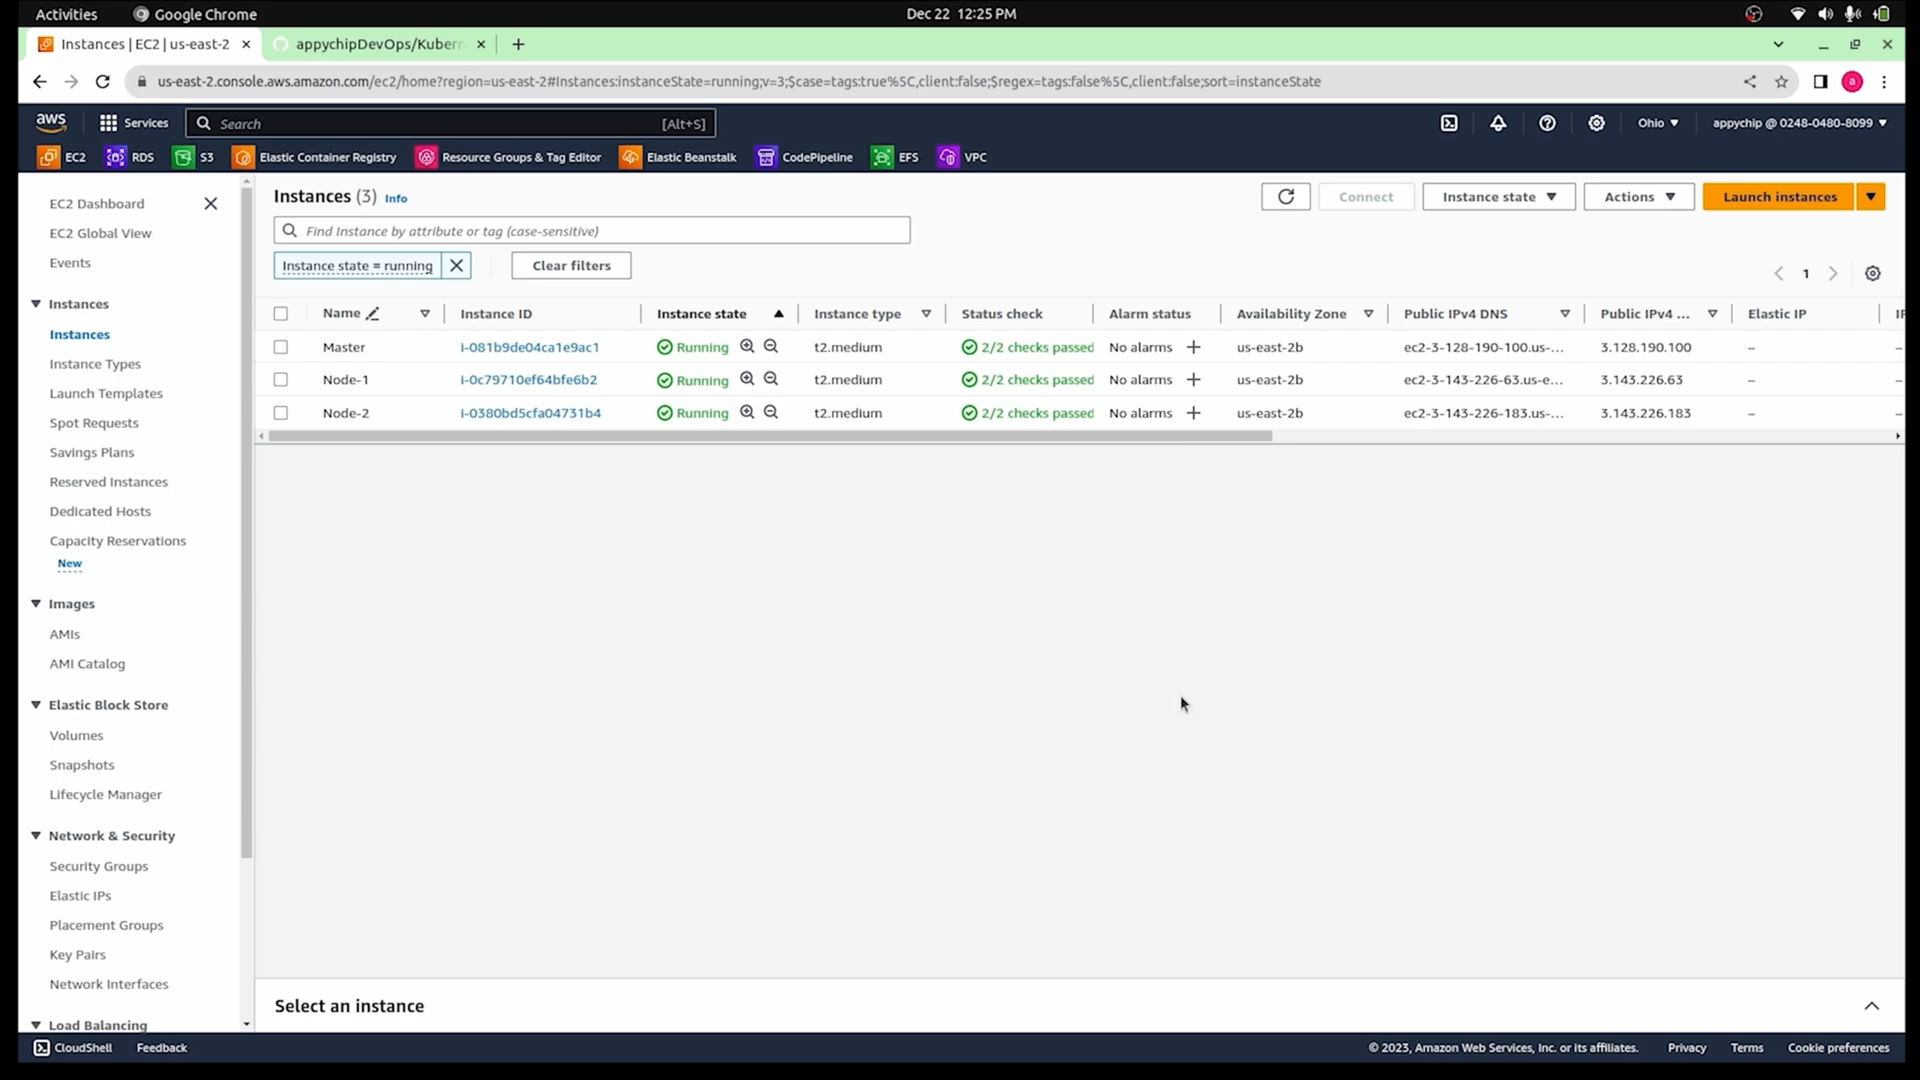 Activities Google Chrome Dec 22 12:25 PM
Instances | EC2 | us-east-2 appychipDevOps/Kubern
us-east-2.console.aws.amazon.com/ec2/home?region=us-east-2#Instances:instanceState=running;v=3;$case=tags:true%5C,client:false;$regex=tags:false%5C,client:false;sort=instanceState a
aws Services Search [Alt+S] Ohio appychip @ 0248-0480-8099
EC2 RDS S3 Elastic Container Registry Resource Groups & Tag Editor Elastic Beanstalk CodePipeline EFS VPC
EC2 Dashboard
EC2 Global View
Events
Instances
Instances
Instance Types
Launch Templates
Spot Requests
Savings Plans
Reserved Instances
Dedicated Hosts
Capacity Reservations
New
Images
AMIs
AMI Catalog
Elastic Block Store
Volumes
Snapshots
Lifecycle Manager
Network & Security
Security Groups
Elastic IPs
Placement Groups
Key Pairs
Network Interfaces
Load Balancing
Instances (3) Info Connect Instance state Actions Launch instances
Find Instance by attribute or tag (case-sensitive)
Instance state = running Clear filters 1
Name Instance ID Instance state Instance type Status check Alarm status Availability Zone Public IPv4 DNS Public IPv4 ... Elastic IP
Master i-081b9de04ca1e9ac1 Running t2.medium 2/2 checks passed No alarms + us-east-2b ec2-3-128-190-100.us-... 3.128.190.100 – –
Node-1 i-0c79710ef64bfe6b2 Running t2.medium 2/2 checks passed No alarms + us-east-2b ec2-3-143-226-63.us-e... 3.143.226.63 – –
Node-2 i-0380bd5cfa04731b4 Running t2.medium 2/2 checks passed No alarms + us-east-2b ec2-3-143-226-183.us-... 3.143.226.183 – –
Select an instance
CloudShell Feedback © 2023, Amazon Web Services, Inc. or its affiliates. Privacy Terms Cookie preferences